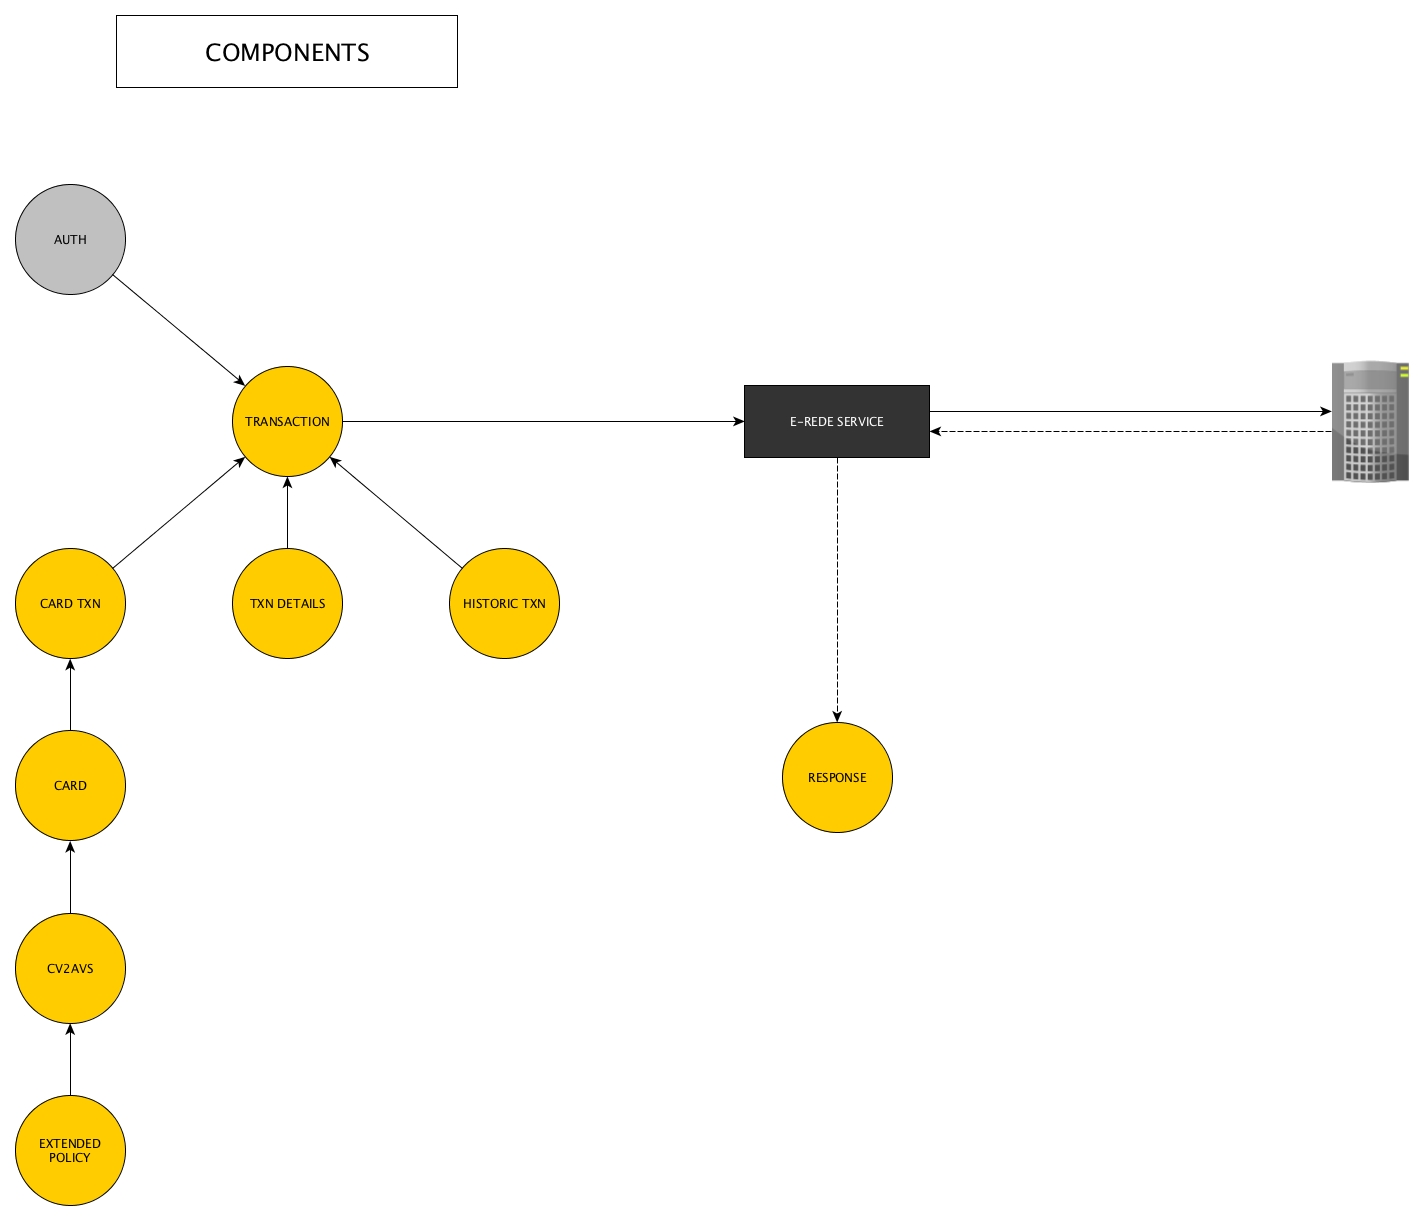 COMPONENTS
AUTH
TRANSACTION
E-REDE SERVICE
CARD TXN
TXN DETAILS
HISTORIC TXN
CARD
RESPONSE
CV2AVS
EXTENDED
POLICY